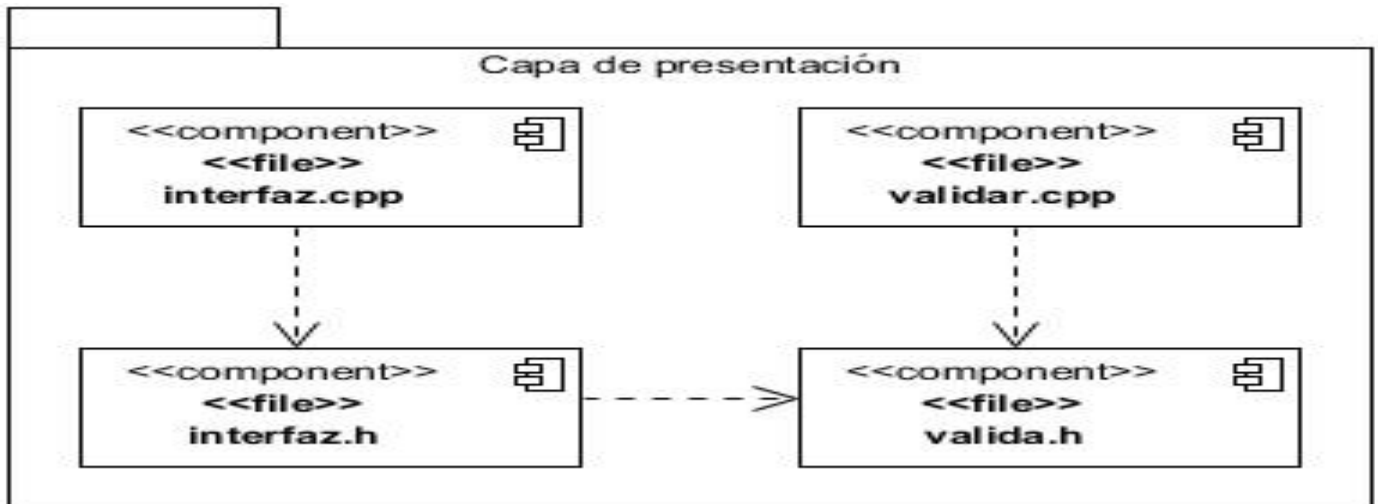 Capa de presentación
<<component>>
<<file>>
interfaz.cpp
<<component>>
<<file>>
validar.cpp
<<component>>
<<file>>
interfaz.h
<<component>>
<<file>>
valida.h